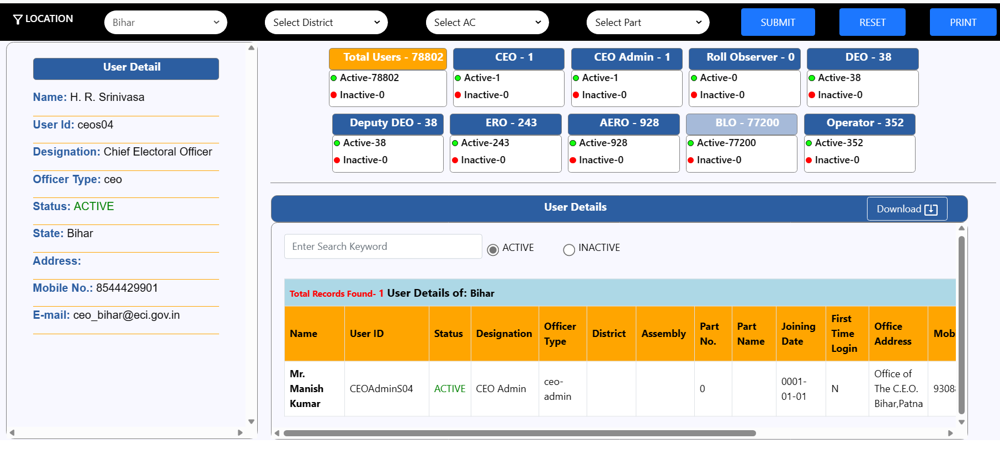 LOCATION
Bihar
Select District
Select AC
Select Part
SUBMIT
RESET
PRINT
User Detail
Name: H. R. Srinivasa
User Id: ceos04
Designation: Chief Electoral Officer
Officer Type: ceo
Status: ACTIVE
State: Bihar
Address:
Mobile No.: 8544429901
E-mail: ceo_bihar@eci.gov.in
Total Users - 78802
Active-78802
Inactive-0
CEO - 1
Active-1
Inactive-0
CEO Admin - 1
Active-1
Inactive-0
Roll Observer - 0
Active-0
Inactive-0
DEO - 38
Active-38
Inactive-0
Deputy DEO - 38
Active-38
Inactive-0
ERO - 243
Active-243
Inactive-0
AERO - 928
Active-928
Inactive-0
BLO - 77200
Active-77200
Inactive-0
Operator - 352
Active-352
Inactive-0
User Details
Download
Enter Search Keyword
ACTIVE
INACTIVE
Total Records Found- 1 User Details of: Bihar
Name
User ID
Status
Designation
Officer
Type
District
Assembly
Part
No.
Part
Name
Joining
Date
First
Time
Login
Office
Address
Mob
Mr.
Manish
Kumar
CEOAdminS04
ACTIVE
CEO Admin
ceo-
admin
0
0001-
01-01
N
Office of
The C.E.O.
Bihar,Patna